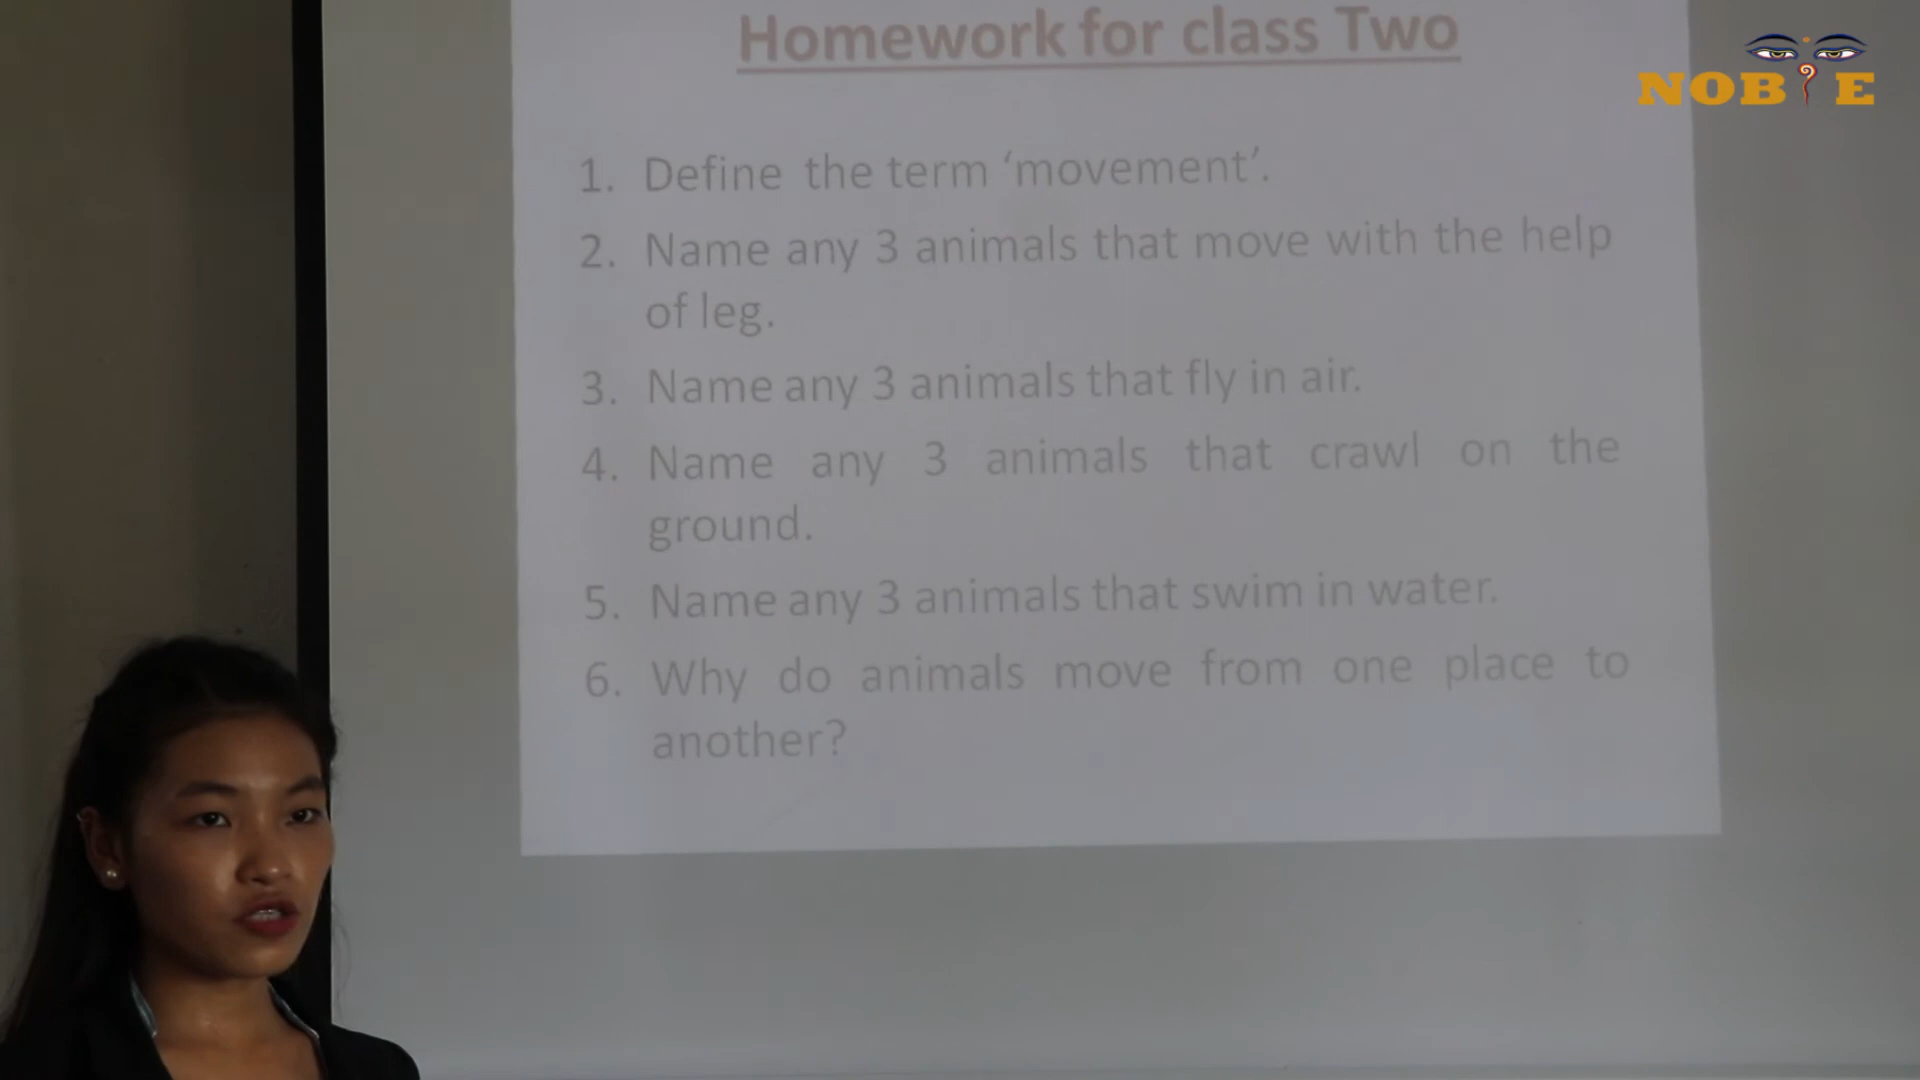 Homework for class Two
NOB E
1. Define the term ‘movement’.
2. Name any 3 animals that move with the help
of leg.
3. Name any 3 animals that fly in air.
4. Name any 3 animals that crawl on the
ground.
5. Name any 3 animals that swim in water.
6. Why do animals move from one place to
another?